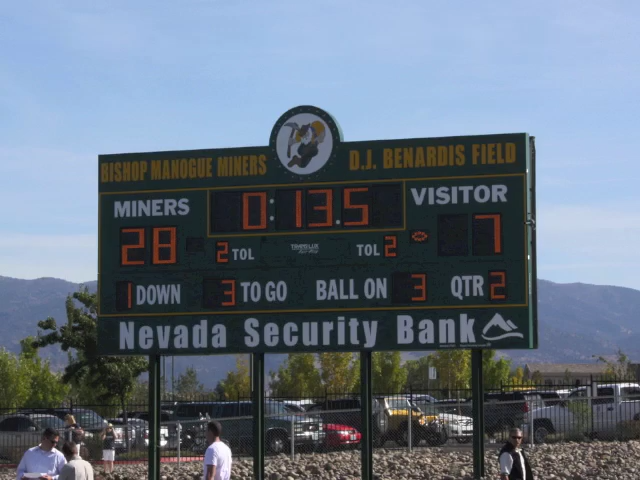 BISHOP MANOGUE MINERS D.J. BENARDIS FIELD
MINERS 0:13.5 VISITOR
28 2 TOL TOL 2 7
1 DOWN 3 TO GO BALL ON 3 QTR 2
Nevada Security Bank